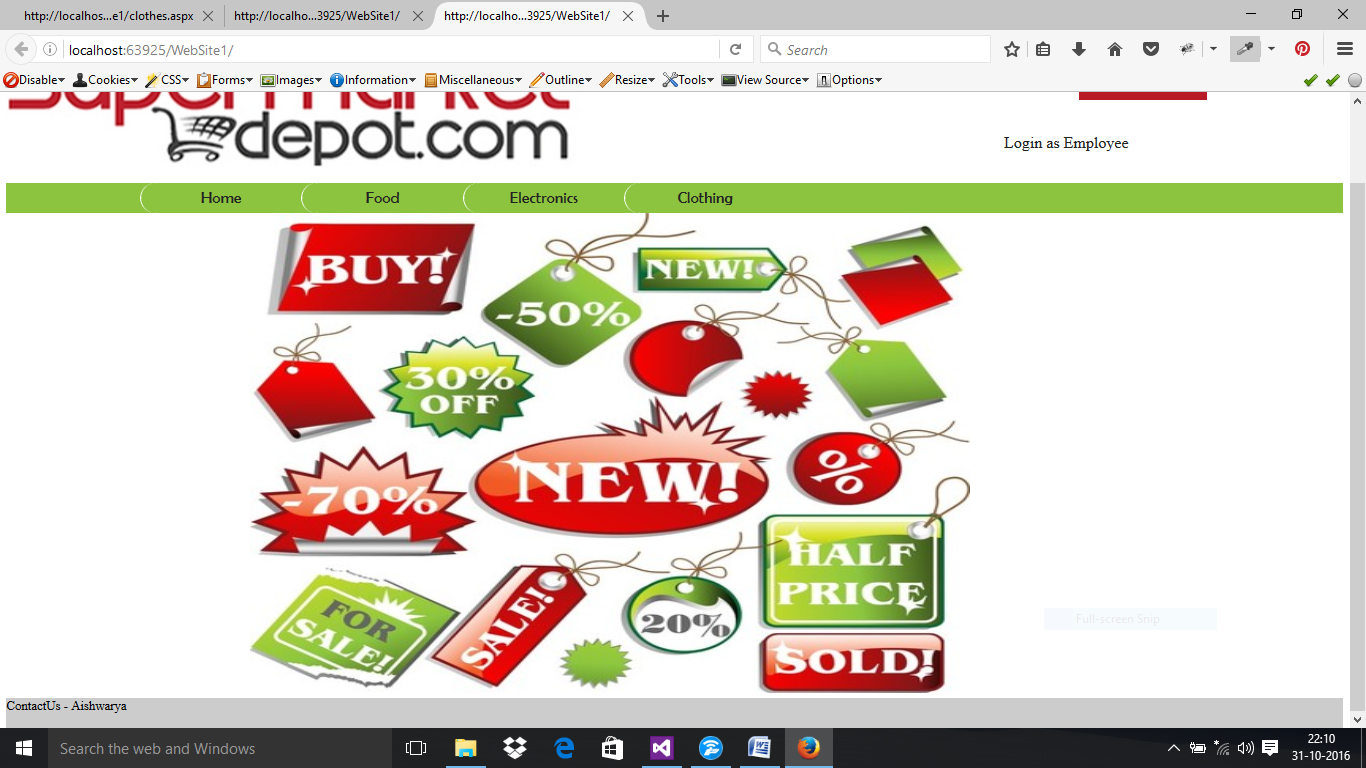 http://localhos...e1/clothes.aspx
http://localho...3925/WebSite1/
http://localho...3925/WebSite1/
localhost:63925/WebSite1/
Search
Disable Cookies CSS Forms Images Information Miscellaneous Outline Resize Tools View Source Options
Supermarket
depot.com
Login as Employee
Home Food Electronics Clothing
BUY!
-50%
NEW!
30%
OFF
-70%
NEW!
%
HALF
PRICE
FOR
SALE!
SALE!
20%
SOLD!
Full-screen Snip
ContactUs - Aishwarya
Search the web and Windows
22:10
31-10-2016